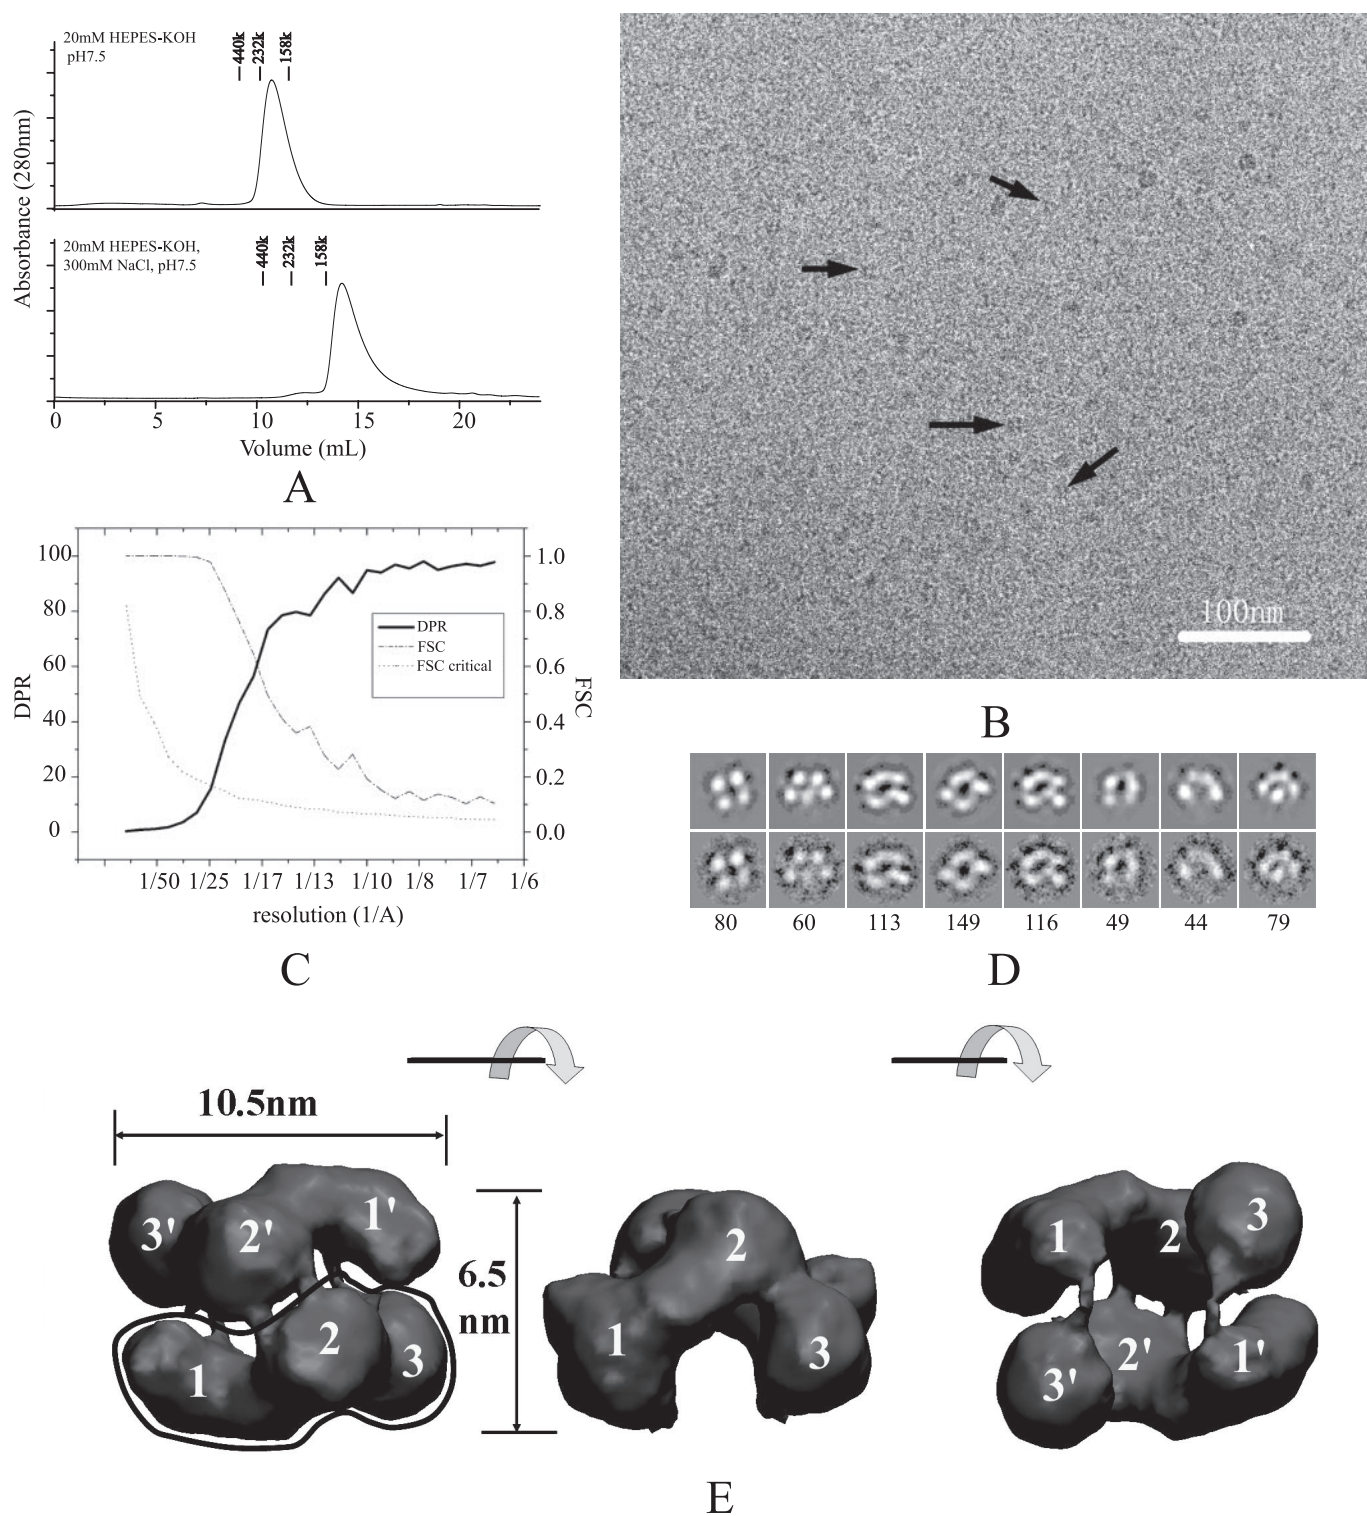 20mM HEPES-KOH
pH7.5
440k
232k
158k
20mM HEPES-KOH,
300mM NaCl, pH7.5
440k
232k
158k
Absorbance (280nm)
0 5 10 15 20
Volume (mL)
A
100nm
B
100
80
60
40
20
0
DPR
1.0
0.8
0.6
0.4
0.2
0.0
FSC
DPR
FSC
FSC critical
1/50 1/25 1/17 1/13 1/10 1/8 1/7 1/6
resolution (1/A)
C
80 60 113 149 116 49 44 79
D
10.5nm
3' 2' 1'
1 2 3
6.5
nm
2
1 3
1 2 3
3' 2' 1'
E